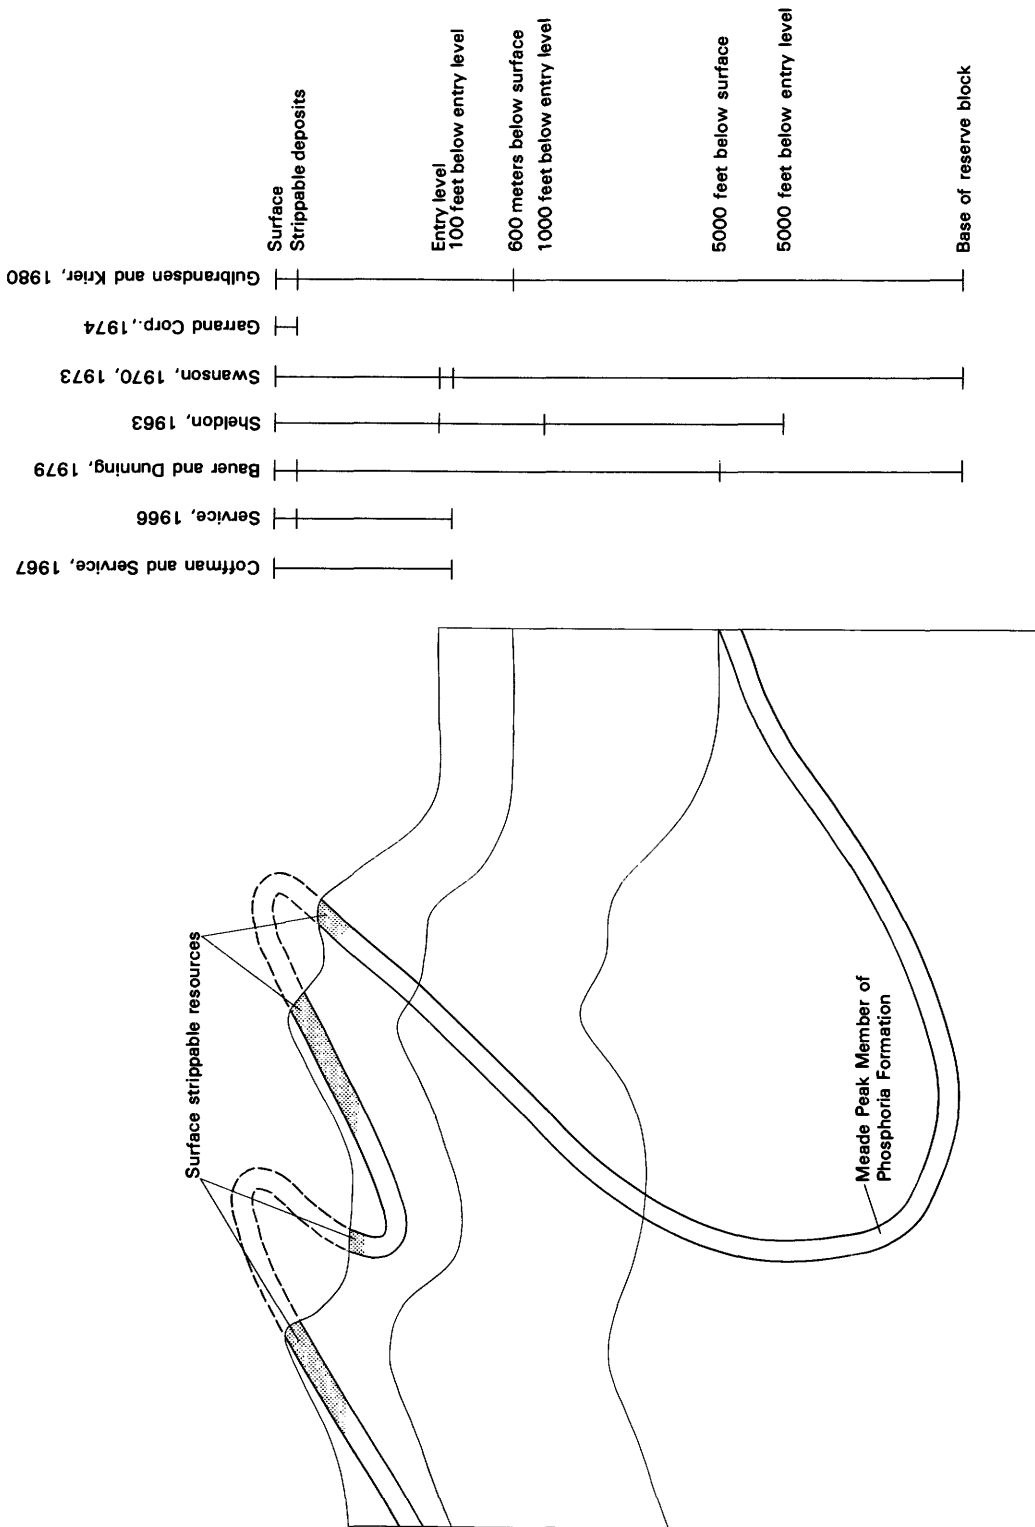 Surface
Strippable deposits
Entry level
100 feet below entry level
600 meters below surface
1000 feet below entry level
5000 feet below surface
5000 feet below entry level
Base of reserve block
Gulbrandsen and Krier, 1980
Garrand Corp., 1974
Swanson, 1970, 1973
Sheldon, 1963
Bauer and Dunning, 1979
Service, 1966
Coffman and Service, 1967
Surface strippable resources
Meade Peak Member of
Phosphoria Formation